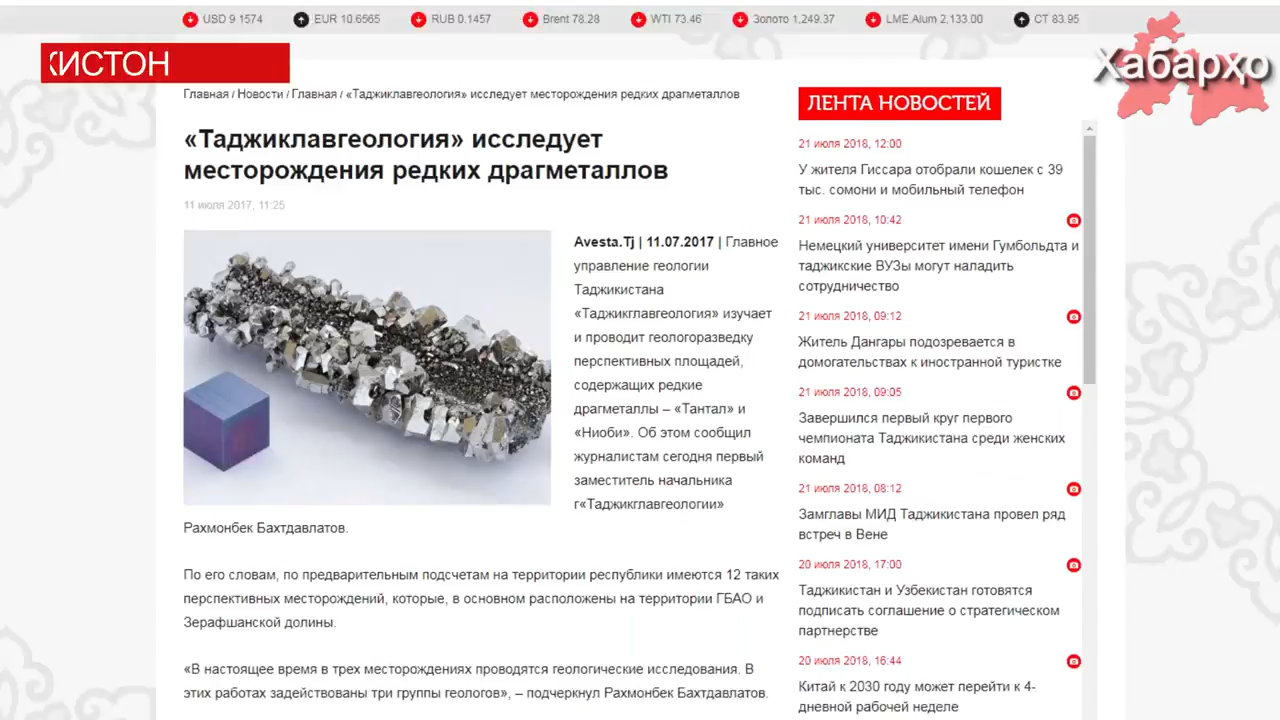 USD 9 1574 EUR 10.6565 RUB 0.1457 Brent 78.28 WTI 73.46 Золото 1,249.37 LME.Alum 2,133.00 CT 83.95
КИСТОН
Хабарҳо
Главная / Новости / Главная / «Таджиклавгеология» исследует месторождения редких драгметаллов
«Таджиклавгеология» исследует
месторождения редких драгметаллов
11 июля 2017, 11:25
Avesta.Tj | 11.07.2017 | Главное
управление геологии
Таджикистана
«Таджикглавгеология» изучает
и проводит геологоразведку
перспективных площадей,
содержащих редкие
драгметаллы – «Тантал» и
«Ниоби». Об этом сообщил
журналистам сегодня первый
заместитель начальника
г«Таджикглавгеологии»
Рахмонбек Бахтдавлатов.
По его словам, по предварительным подсчетам на территории республики имеются 12 таких
перспективных месторождений, которые, в основном расположены на территории ГБАО и
Зерафшанской долины.
«В настоящее время в трех месторождениях проводятся геологические исследования. В
этих работах задействованы три группы геологов», – подчеркнул Рахмонбек Бахтдавлатов.
ЛЕНТА НОВОСТЕЙ
21 июля 2018, 12:00
У жителя Гиссара отобрали кошелек с 39
тыс. сомони и мобильный телефон
21 июля 2018, 10:42
Немецкий университет имени Гумбольдта и
таджикские ВУЗы могут наладить
сотрудничество
21 июля 2018, 09:12
Житель Дангары подозревается в
домогательствах к иностранной туристке
21 июля 2018, 09:05
Завершился первый круг первого
чемпионата Таджикистана среди женских
команд
21 июля 2018, 08:12
Замглавы МИД Таджикистана провел ряд
встреч в Вене
20 июля 2018, 17:00
Таджикистан и Узбекистан готовятся
подписать соглашение о стратегическом
партнерстве
20 июля 2018, 16:44
Китай к 2030 году может перейти к 4-
дневной рабочей неделе